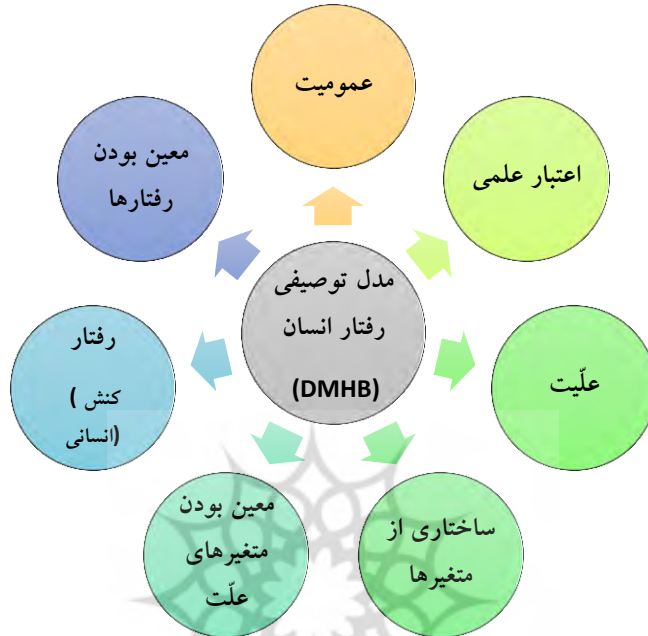 عمومیت
اعتبار علمی
علّیت
ساختاری از
متغیرها
معین بودن
متغیرهای
علّت
رفتار
کنش )
(انسانی
معین بودن
رفتارها
مدل توصیفی
رفتار انسان
(DMHB)